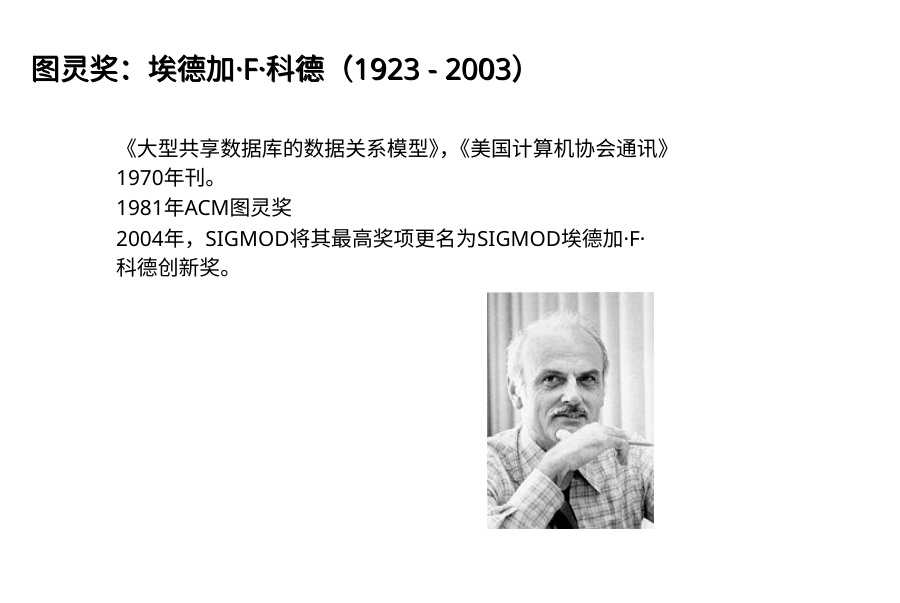 图灵奖：埃德加·F·科德（1923 - 2003）
《大型共享数据库的数据关系模型》，《美国计算机协会通讯》
1970年刊。
1981年ACM图灵奖
2004年，SIGMOD将其最高奖项更名为SIGMOD埃德加·F·
科德创新奖。